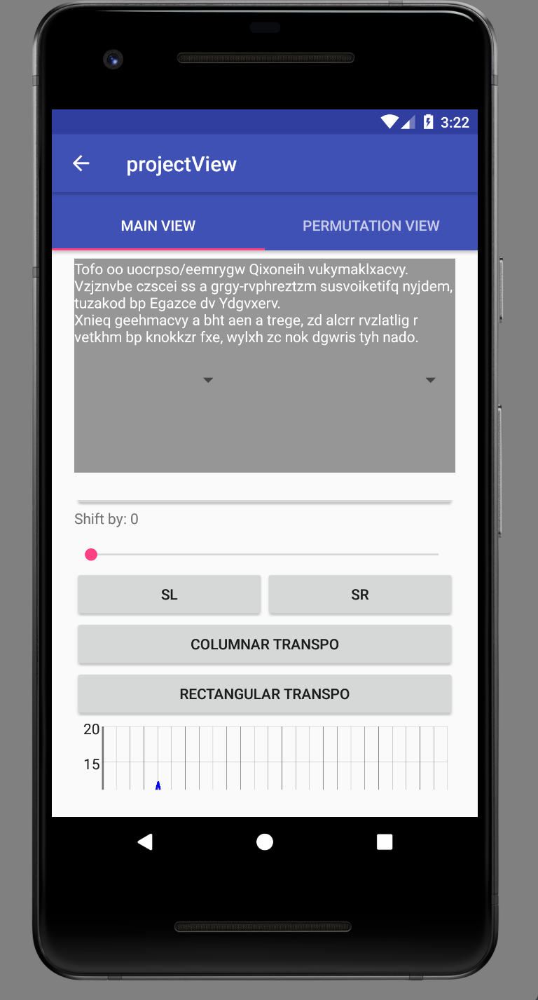 3:22
projectView
MAIN VIEW
PERMUTATION VIEW
Tofo oo uocrpso/eemrygw Qixoneih vukymaklxacvy.
Vzjznvbe czscei ss a grgy-rvphreztzm susvoiketifq nyjdem,
tuzakod bp Egazce dv Ydgvxerv.
Xnieq geehmacvy a bht aen a trege, zd alcrr rvzlatlig r
vetkhm bp knokkzr fxe, wylxh zc nok dgwris tyh nado.
Shift by: 0
SL
SR
COLUMNAR TRANSPO
RECTANGULAR TRANSPO
20
15